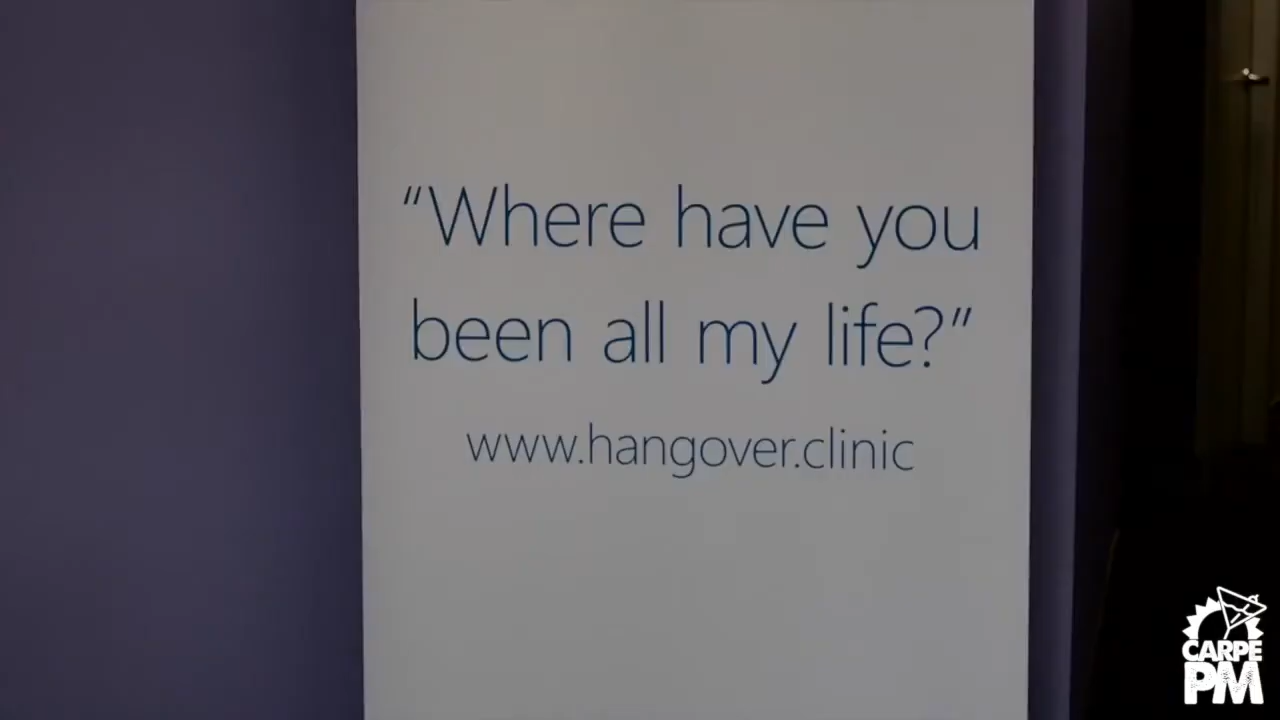 “Where have you
been all my life?”
www.hangover.clinic
CARPE
PM